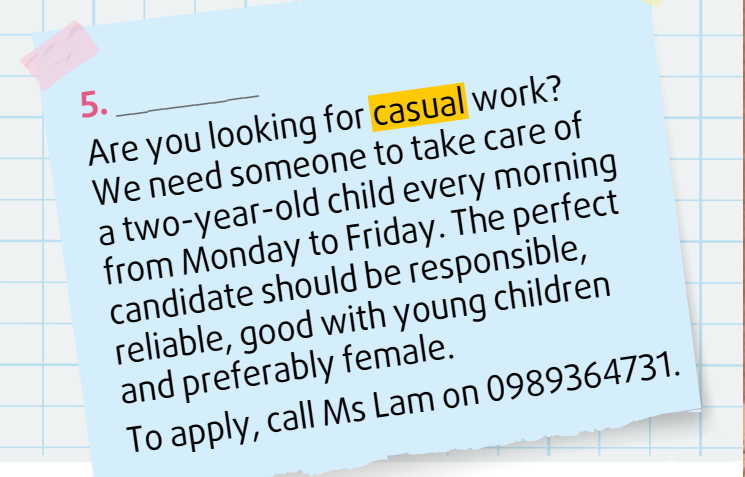 5. __________
Are you looking for casual work?
We need someone to take care of
a two-year-old child every morning
from Monday to Friday. The perfect
candidate should be responsible,
reliable, good with young children
and preferably female.
To apply, call Ms Lam on 0989364731.